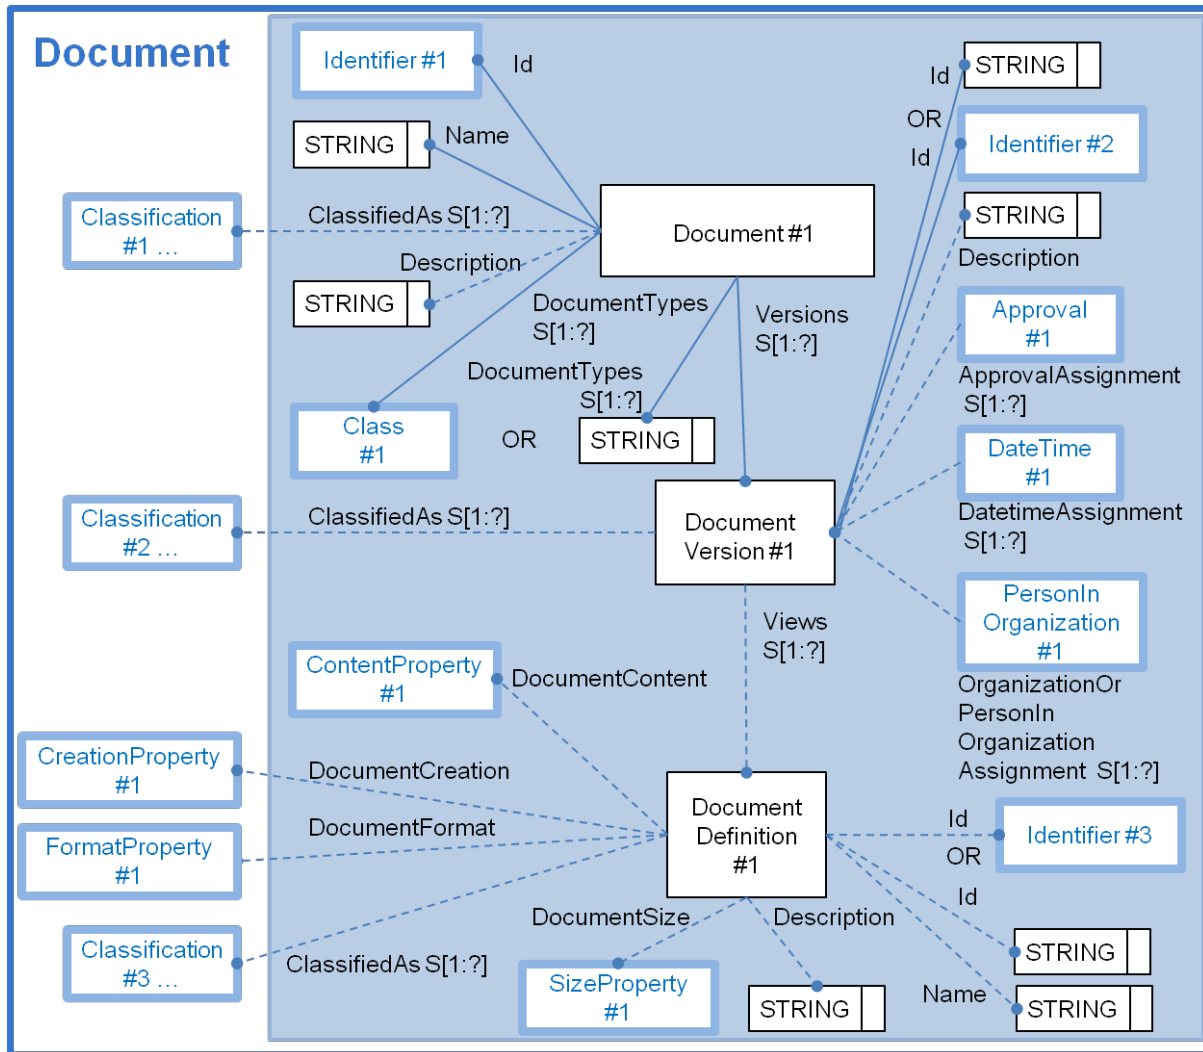 Document
Identifier #1
Id
STRING
Name
Classification
#1 ...
ClassifiedAs S[1:?]
Description
STRING
Document #1
DocumentTypes
S[1:?]
Versions
S[1:?]
DocumentTypes
S[1:?]
Class
#1
OR
STRING
Id
STRING
OR
Id
Identifier #2
STRING
Description
Approval
#1
ApprovalAssignment
S[1:?]
DateTime
#1
DatetimeAssignment
S[1:?]
PersonIn
Organization
#1
OrganizationOr
PersonIn
Organization
Assignment S[1:?]
Classification
#2 ...
ClassifiedAs S[1:?]
Document
Version #1
Views
S[1:?]
ContentProperty
#1
DocumentContent
CreationProperty
#1
DocumentCreation
FormatProperty
#1
DocumentFormat
Document
Definition
#1
Classification
#3 ...
ClassifiedAs S[1:?]
DocumentSize
SizeProperty
#1
Description
STRING
Id
OR
Identifier #3
Id
STRING
Name
STRING